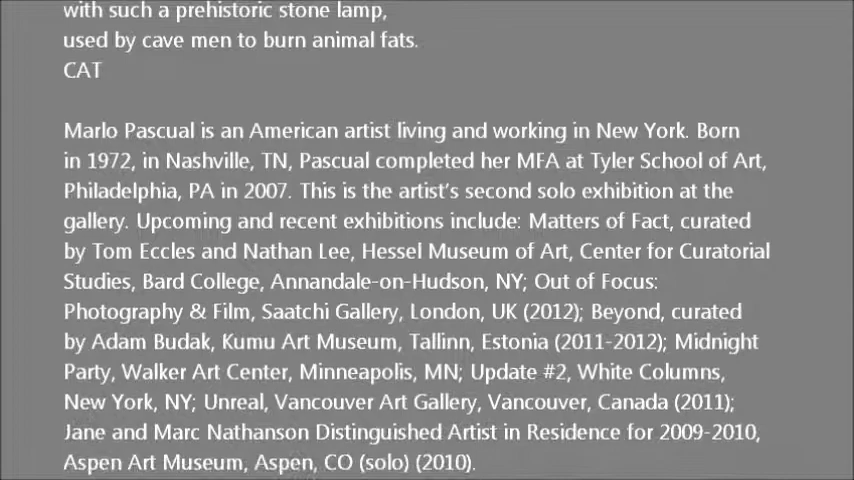 with such a prehistoric stone lamp,
used by cave men to burn animal fats.
CAT
Marlo Pascual is an American artist living and working in New York. Born
in 1972, in Nashville, TN, Pascual completed her MFA at Tyler School of Art,
Philadelphia, PA in 2007. This is the artist's second solo exhibition at the
gallery. Upcoming and recent exhibitions include: Matters of Fact, curated
by Tom Eccles and Nathan Lee, Hessel Museum of Art, Center for Curatorial
Studies, Bard College, Annandale-on-Hudson, NY; Out of Focus:
Photography & Film, Saatchi Gallery, London, UK (2012); Beyond, curated
by Adam Budak, Kumu Art Museum, Tallinn, Estonia (2011-2012); Midnight
Party, Walker Art Center, Minneapolis, MN; Update #2, White Columns,
New York, NY; Unreal, Vancouver Art Gallery, Vancouver, Canada (2011);
Jane and Marc Nathanson Distinguished Artist in Residence for 2009-2010,
Aspen Art Museum, Aspen, CO (solo) (2010).